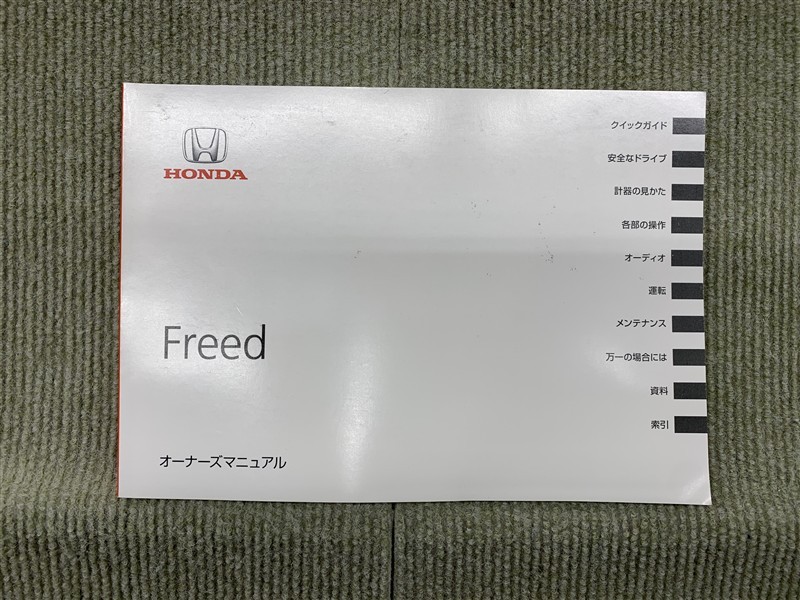 HONDA
Freed
オーナーズマニュアル
クイックガイド
安全なドライブ
計器の見かた
各部の操作
オーディオ
運転
メンテナンス
万一の場合には
資料
索引